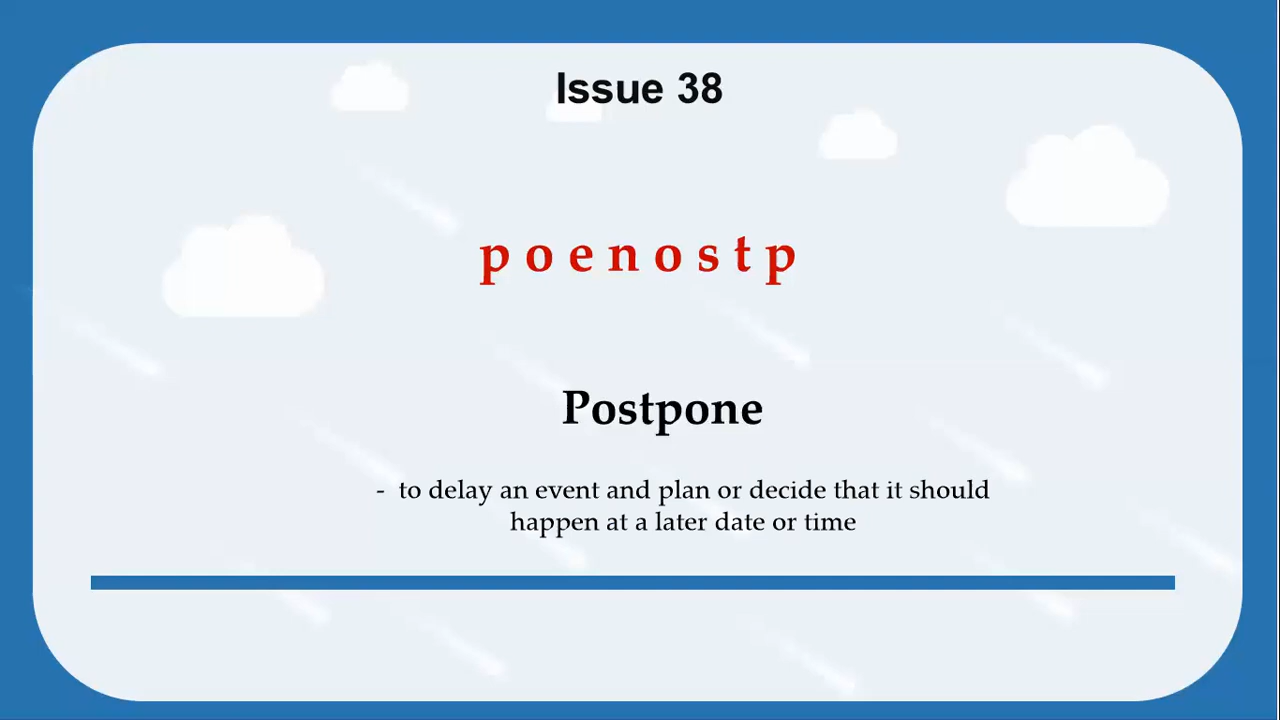 Issue 38
p o e n o s t p
Postpone
- to delay an event and plan or decide that it should
happen at a later date or time